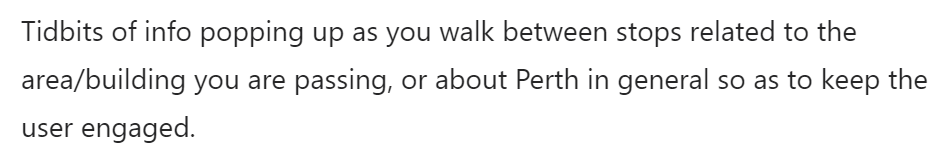 Tidbits of info popping up as you walk between stops related to the
area/building you are passing, or about Perth in general so as to keep the
user engaged.